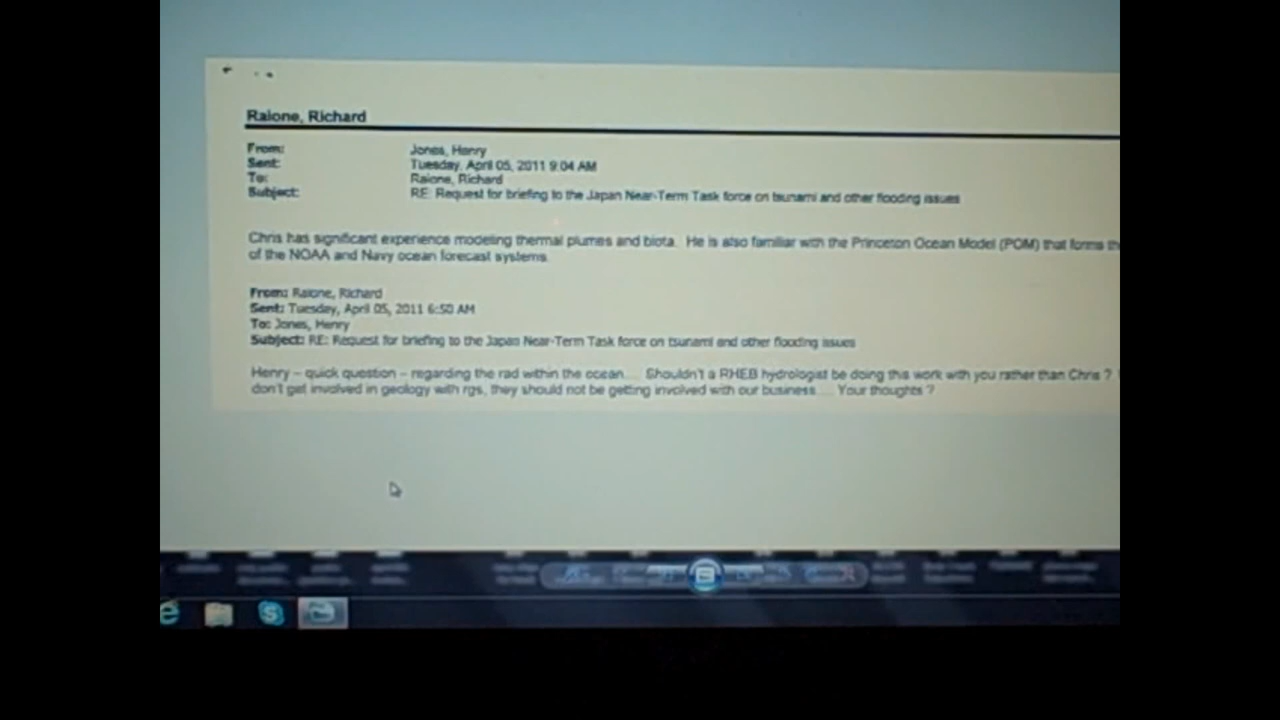 Raione, Richard
From: Jones, Henry
Sent: Tuesday, April 05, 2011 9:04 AM
To: Raione, Richard
Subject: RE: Request for briefing to the Japan Near-Term Task force on tsunami and other flooding issues
Chris has significant experience modeling thermal plumes and biota. He is also familiar with the Princeton Ocean Model (POM) that forms
of the NOAA and Navy ocean forecast systems.
From: Raione, Richard
Sent: Tuesday, April 05, 2011 6:50 AM
To: Jones, Henry
Subject: RE: Request for briefing to the Japan Near-Term Task force on tsunami and other flooding issues
Henry – quick question – regarding the rad within the ocean.... Shouldn't a RHEB hydrologist be doing this work with you rather than Chris ?
don't get involved in geology with rgs, they should not be getting involved with our business.... Your thoughts ?